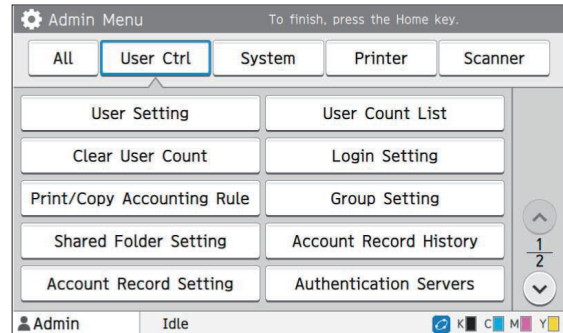 Admin Menu To finish, press the Home key.
All User Ctrl System Printer Scanner
User Setting User Count List
Clear User Count Login Setting
Print/Copy Accounting Rule Group Setting
Shared Folder Setting Account Record History
Account Record Setting Authentication Servers
1
2
Admin Idle K C M Y